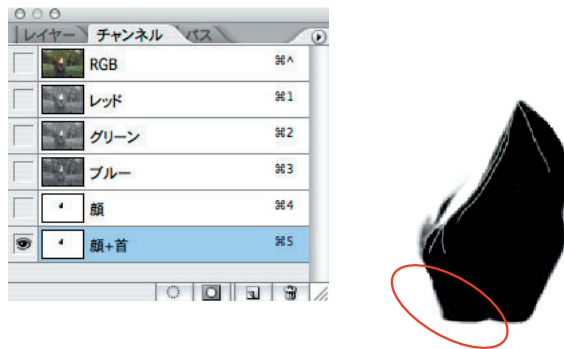 レイヤー チャンネル パス
RGB ⌘^
レッド ⌘1
グリーン ⌘2
ブルー ⌘3
顔 ⌘4
顔+首 ⌘5